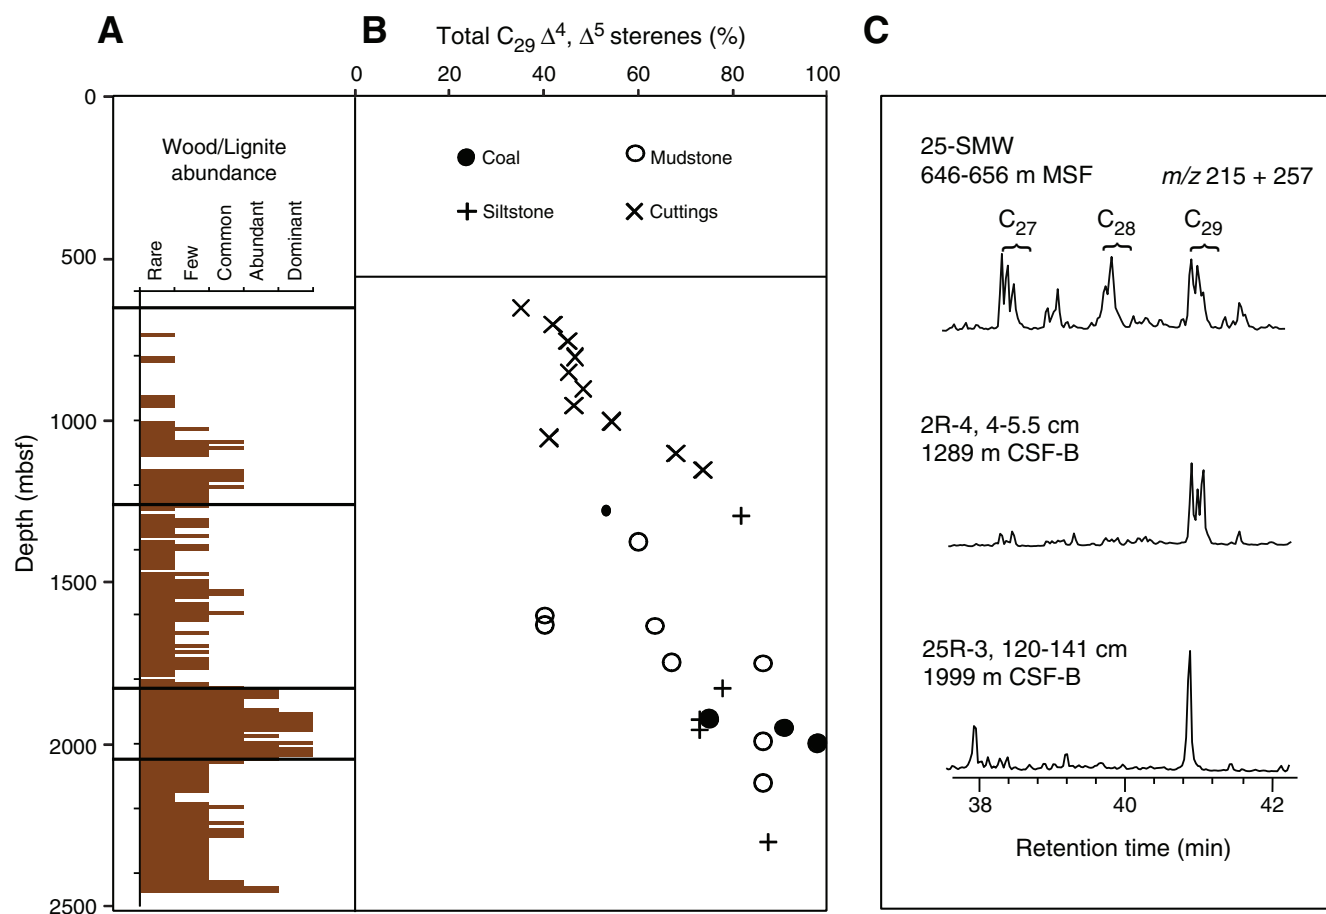 A
B
C
Total C29 Δ4, Δ5 sterenes (%)
0 20 40 60 80 100
0
500
1000
1500
2000
2500
Depth (mbsf)
Wood/Lignite
abundance
Rare
Few
Common
Abundant
Dominant
Coal
Mudstone
Siltstone
Cuttings
25-SMW
646-656 m MSF
m/z 215 + 257
C27 C28 C29
2R-4, 4-5.5 cm
1289 m CSF-B
25R-3, 120-141 cm
1999 m CSF-B
38 40 42
Retention time (min)